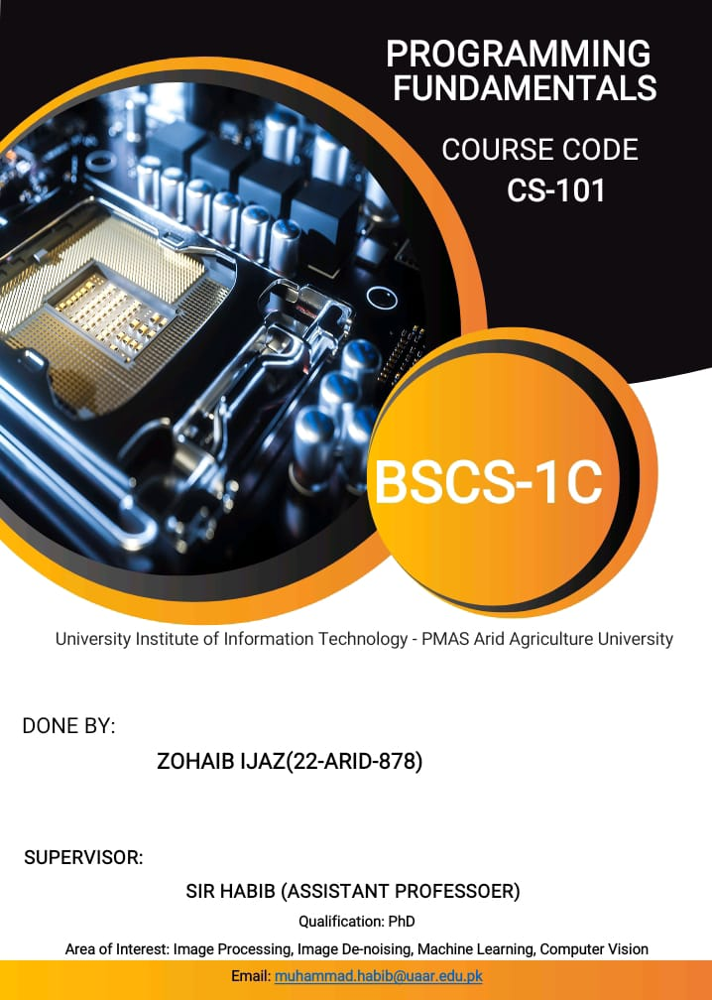 PROGRAMMING
FUNDAMENTALS
COURSE CODE
CS-101
BSCS-1C
University Institute of Information Technology - PMAS Arid Agriculture University
DONE BY:
ZOHAIB IJAZ(22-ARID-878)
SUPERVISOR:
SIR HABIB (ASSISTANT PROFESSOER)
Qualification: PhD
Area of Interest: Image Processing, Image De-noising, Machine Learning, Computer Vision
Email: muhammad.habib@uaar.edu.pk